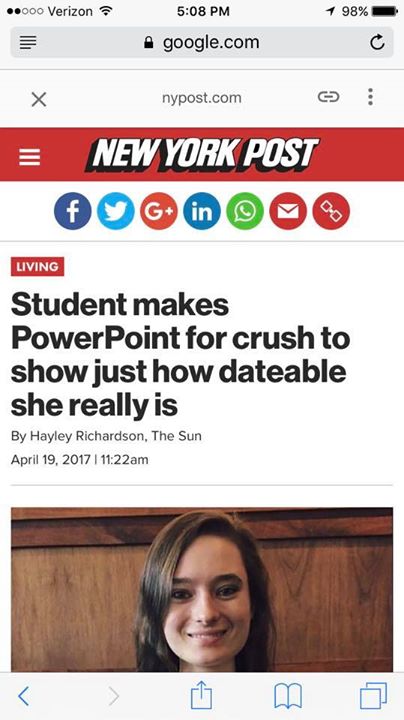 Verizon 5:08 PM 98%
google.com
nypost.com
NEW YORK POST
f G+ in
LIVING
Student makes
PowerPoint for crush to
show just how dateable
she really is
By Hayley Richardson, The Sun
April 19, 2017 | 11:22am